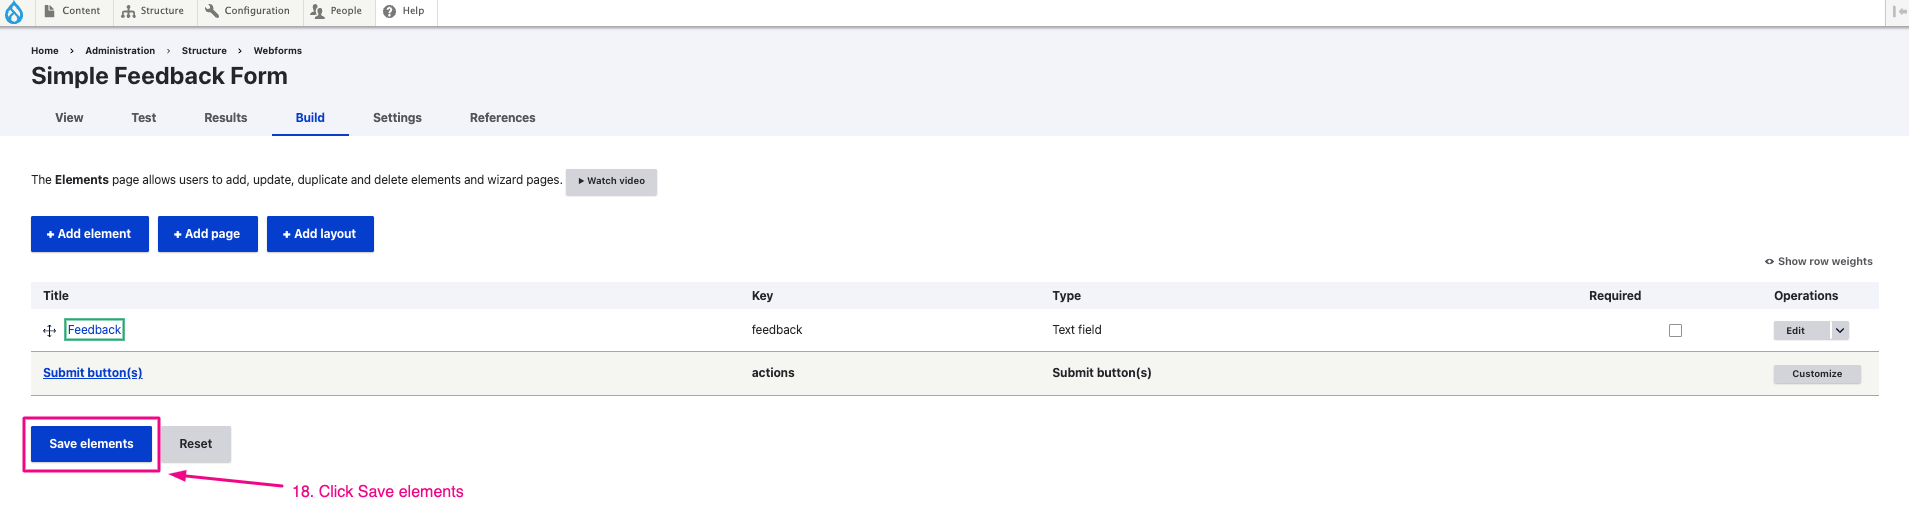 Content Structure Configuration People Help
Home › Administration › Structure › Webforms
Simple Feedback Form
View Test Results Build Settings References
The Elements page allows users to add, update, duplicate and delete elements and wizard pages. Watch video
+ Add element + Add page + Add layout
Show row weights
Title Key Type Required Operations
Feedback feedback Text field Edit
Submit button(s) actions Submit button(s) Customize
Save elements Reset
18. Click Save elements